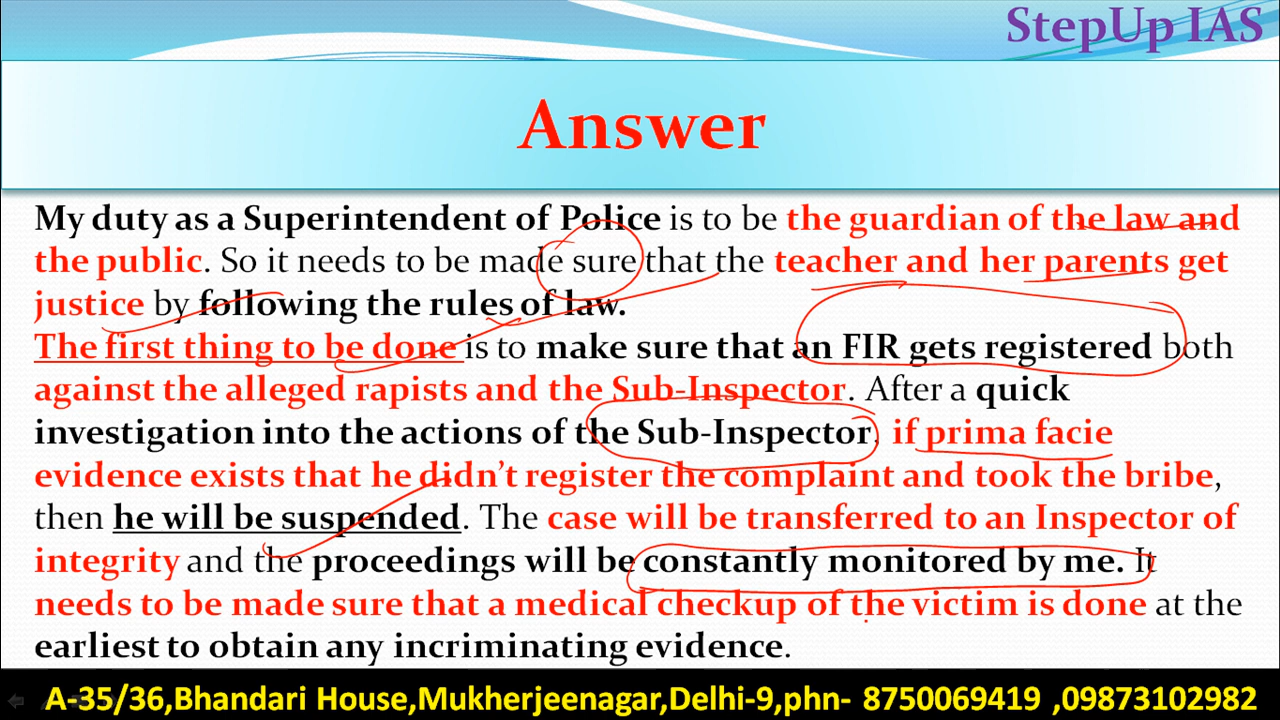 StepUp IAS
Answer
My duty as a Superintendent of Police is to be the guardian of the law and
the public. So it needs to be made sure that the teacher and her parents get
justice by following the rules of law.
The first thing to be done is to make sure that an FIR gets registered both
against the alleged rapists and the Sub-Inspector. After a quick
investigation into the actions of the Sub-Inspector, if prima facie
evidence exists that he didn't register the complaint and took the bribe,
then he will be suspended. The case will be transferred to an Inspector of
integrity and the proceedings will be constantly monitored by me. It
needs to be made sure that a medical checkup of the victim is done at the
earliest to obtain any incriminating evidence.
A-35/36,Bhandari House,Mukherjeenagar,Delhi-9,phn- 8750069419 ,09873102982